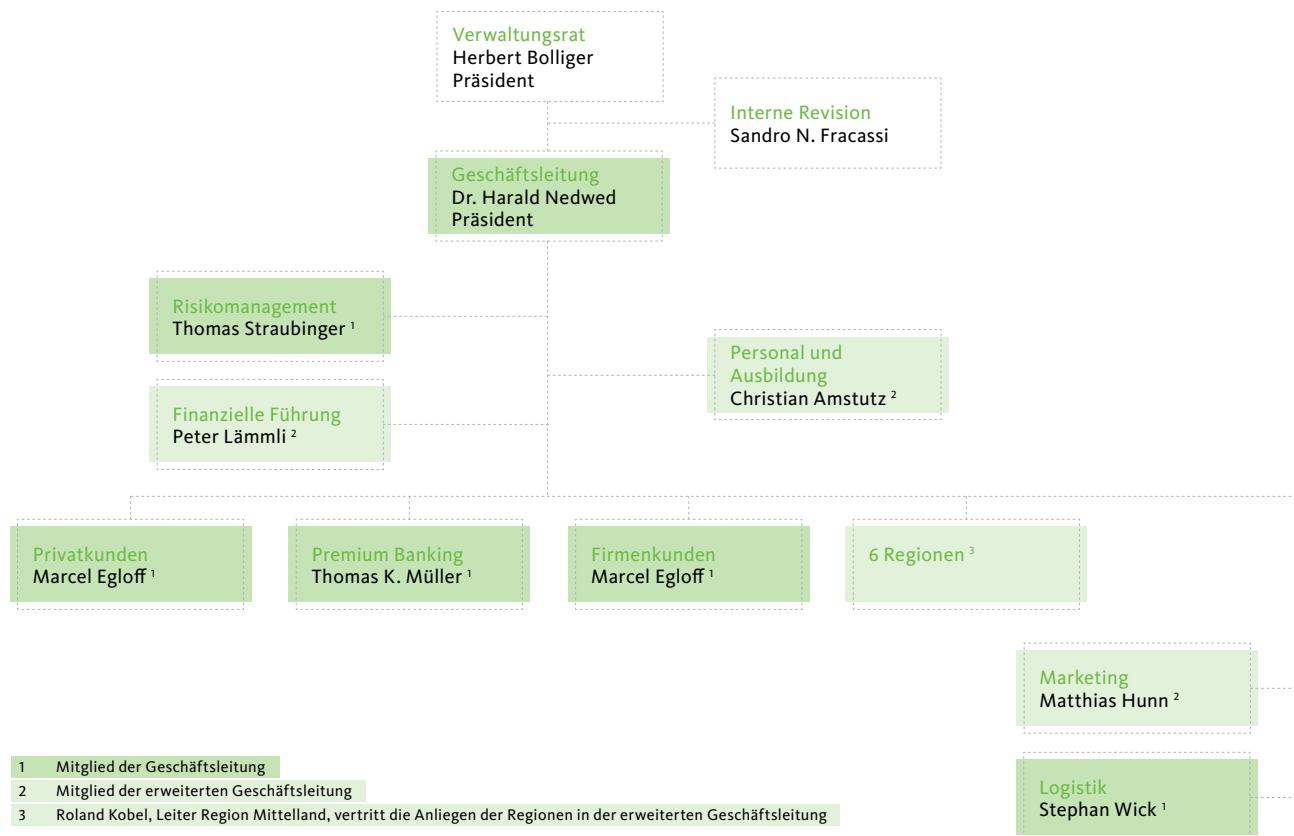 Verwaltungsrat
Herbert Bolliger
Präsident
Interne Revision
Sandro N. Fracassi
Geschäftsleitung
Dr. Harald Nedwed
Präsident
Risikomanagement
Thomas Straubinger ¹
Personal und
Ausbildung
Christian Amstutz ²
Finanzielle Führung
Peter Lämmli ²
Privatkunden
Marcel Egloff ¹
Premium Banking
Thomas K. Müller ¹
Firmenkunden
Marcel Egloff ¹
6 Regionen ³
Marketing
Matthias Hunn ²
Logistik
Stephan Wick ¹
1 Mitglied der Geschäftsleitung
2 Mitglied der erweiterten Geschäftsleitung
3 Roland Kobel, Leiter Region Mittelland, vertritt die Anliegen der Regionen in der erweiterten Geschäftsleitung